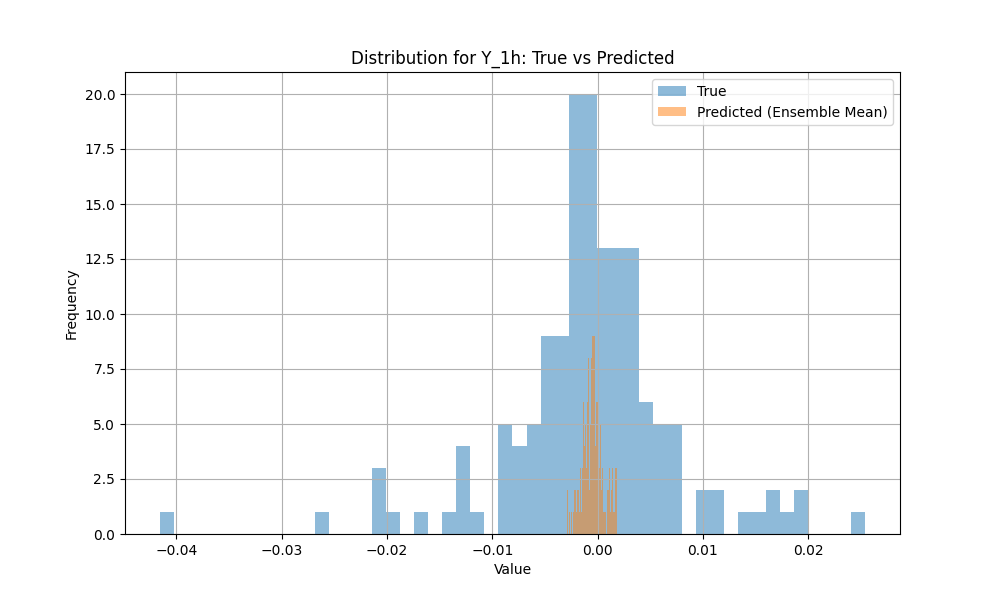 Distribution for Y_1h: True vs Predicted
True
Predicted (Ensemble Mean)
Frequency
20.0
17.5
15.0
12.5
10.0
7.5
5.0
2.5
0.0
−0.04 −0.03 −0.02 −0.01 0.00 0.01 0.02
Value